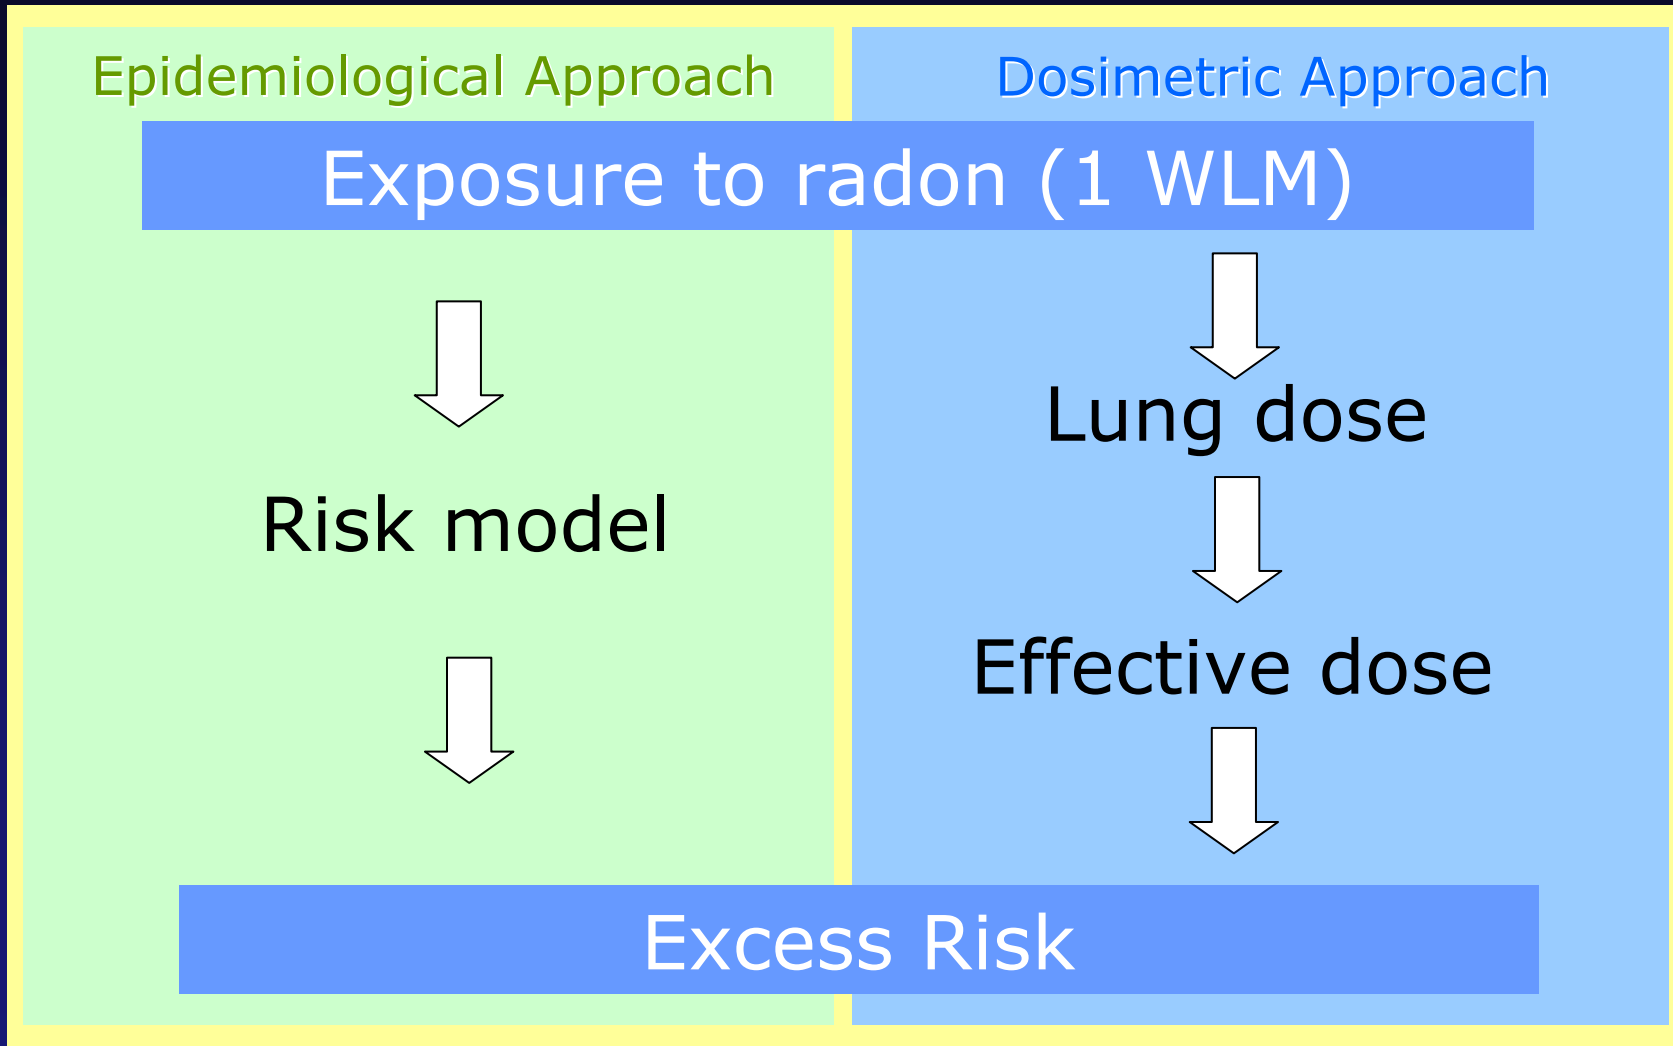 Epidemiological Approach
Dosimetric Approach
Exposure to radon (1 WLM)
Risk model
Lung dose
Effective dose
Excess Risk